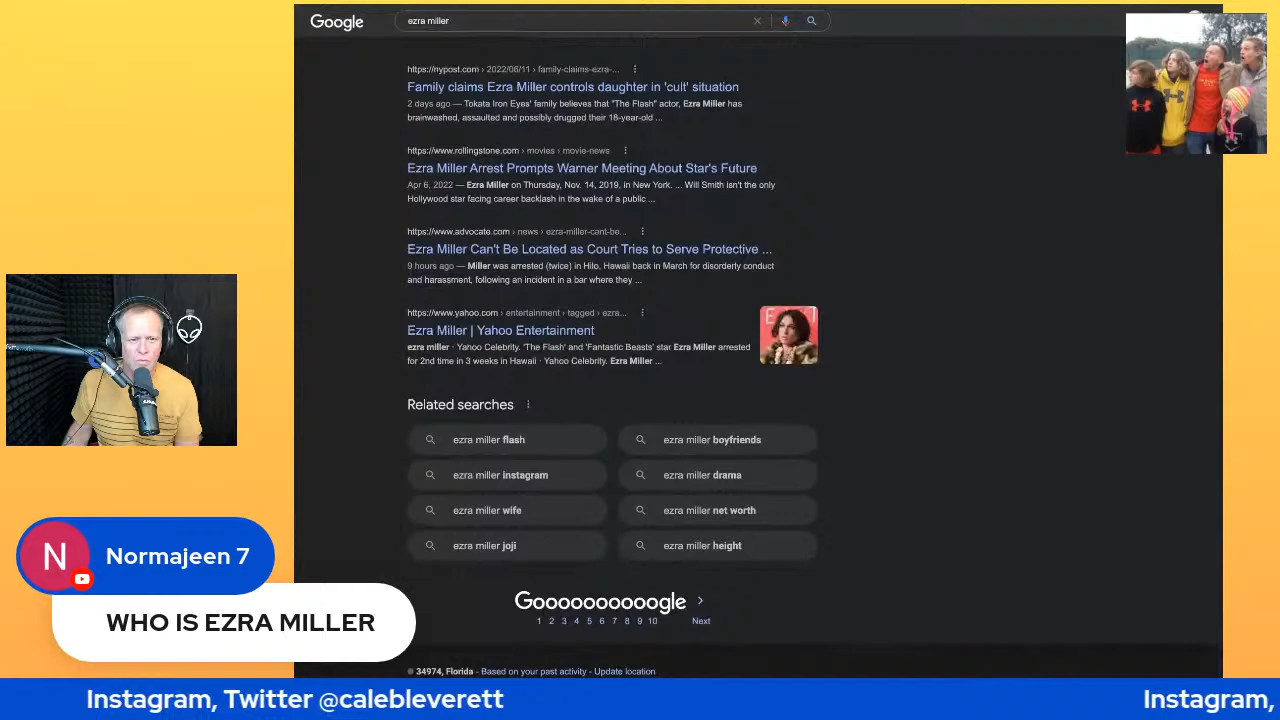 Google
ezra miller
https://nypost.com › 2022/06/11 › family-claims-ezra-...
Family claims Ezra Miller controls daughter in 'cult' situation
2 days ago — Tokata Iron Eyes' family believes that "The Flash" actor, Ezra Miller has
brainwashed, assaulted and possibly drugged their 18-year-old ...
https://www.rollingstone.com › movies › movie-news
Ezra Miller Arrest Prompts Warner Meeting About Star's Future
Apr 6, 2022 — Ezra Miller on Thursday, Nov. 14, 2019, in New York. ... Will Smith isn't the only
Hollywood star facing career backlash in the wake of a public ...
https://www.advocate.com › news › ezra-miller-cant-be...
Ezra Miller Can't Be Located as Court Tries to Serve Protective ...
9 hours ago — Miller was arrested (twice) in Hilo, Hawaii back in March for disorderly conduct
and harassment, following an incident in a bar where they ...
https://www.yahoo.com › entertainment › tagged › ezra...
Ezra Miller | Yahoo Entertainment
ezra miller · Yahoo Celebrity. 'The Flash' and 'Fantastic Beasts' star Ezra Miller arrested
for 2nd time in 3 weeks in Hawaii · Yahoo Celebrity. Ezra Miller ...
Related searches
ezra miller flash
ezra miller boyfriends
ezra miller instagram
ezra miller drama
ezra miller wife
ezra miller net worth
ezra miller joji
ezra miller height
Goooooooooogle
1 2 3 4 5 6 7 8 9 10 Next
34974, Florida - Based on your past activity - Update location
N
Normajeen 7
WHO IS EZRA MILLER
Instagram, Twitter @calebleverett
Instagram,